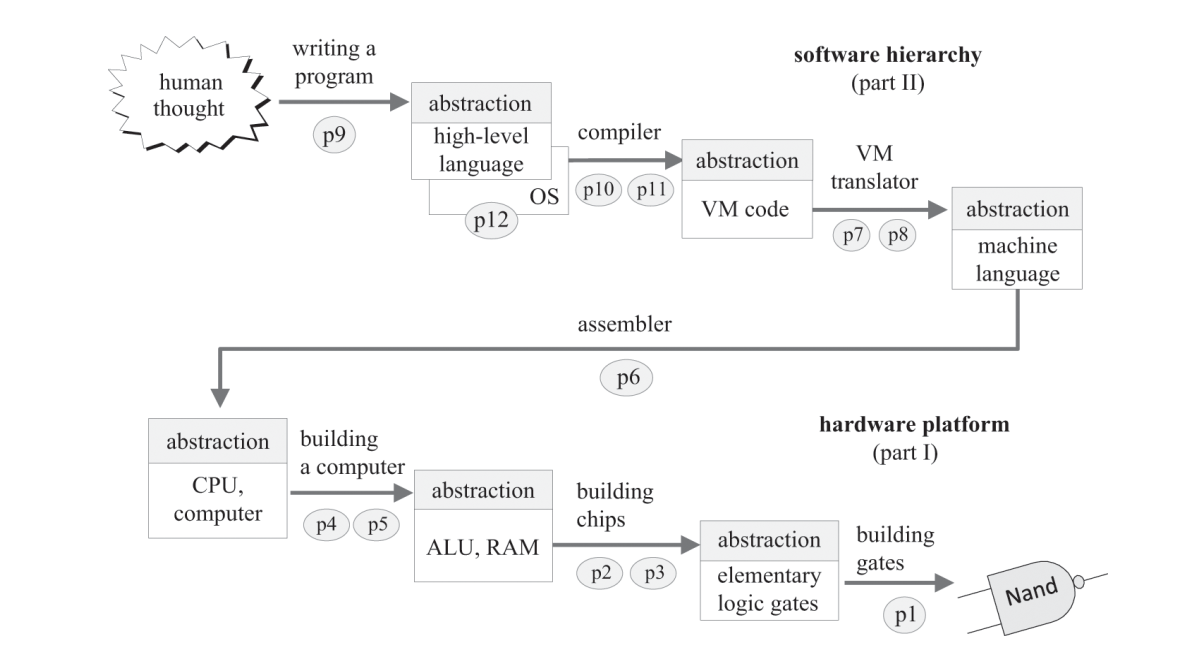 human
thought
writing a
program
p9
abstraction
high-level
language
OS
p12
compiler
p10
p11
software hierarchy
(part II)
abstraction
VM code
VM
translator
p7
p8
abstraction
machine
language
assembler
p6
abstraction
CPU,
computer
building
a computer
p4
p5
abstraction
ALU, RAM
building
chips
p2
p3
hardware platform
(part I)
abstraction
elementary
logic gates
building
gates
p1
Nand